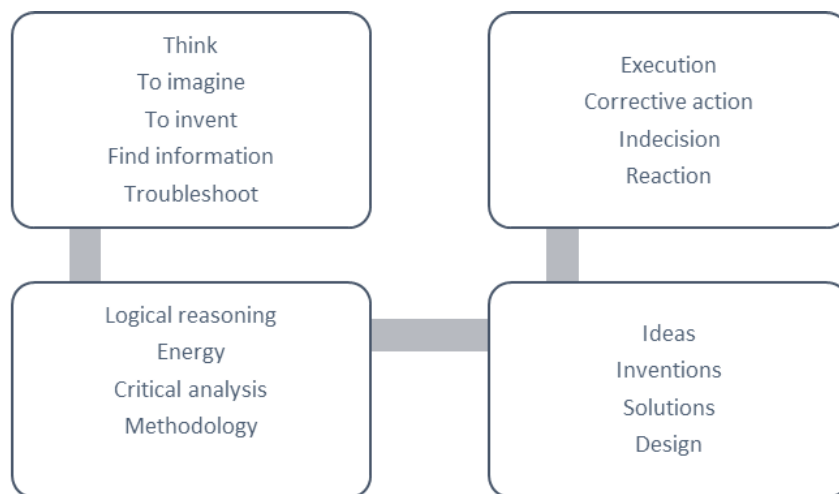 Think
To imagine
To invent
Find information
Troubleshoot
Logical reasoning
Energy
Critical analysis
Methodology
Ideas
Inventions
Solutions
Design
Execution
Corrective action
Indecision
Reaction